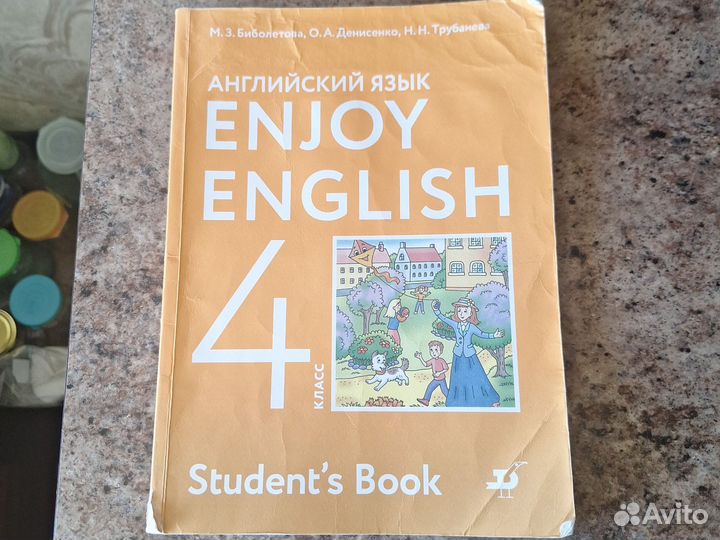 М. З. Биболетова, О. А. Денисенко, Н. Н. Трубанева
АНГЛИЙСКИЙ ЯЗЫК
ENJOY
ENGLISH
4
КЛАСС
Student's Book
Avito